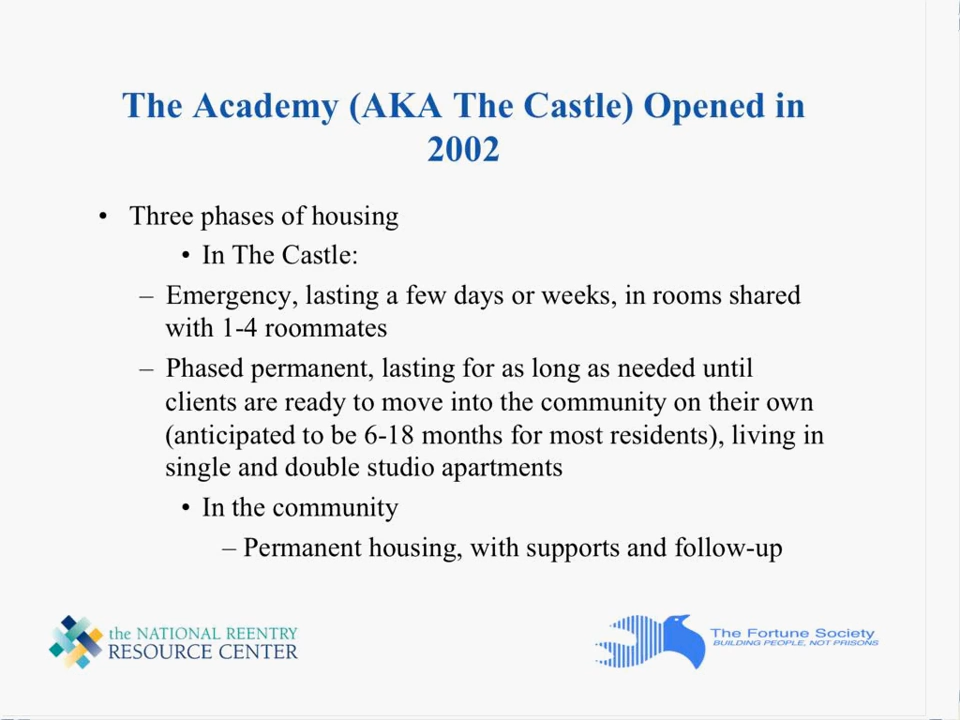 The Academy (AKA The Castle) Opened in
2002
• Three phases of housing
• In The Castle:
– Emergency, lasting a few days or weeks, in rooms shared
with 1-4 roommates
– Phased permanent, lasting for as long as needed until
clients are ready to move into the community on their own
(anticipated to be 6-18 months for most residents), living in
single and double studio apartments
• In the community
– Permanent housing, with supports and follow-up
the NATIONAL REENTRY
RESOURCE CENTER
The Fortune Society
BUILDING PEOPLE, NOT PRISONS